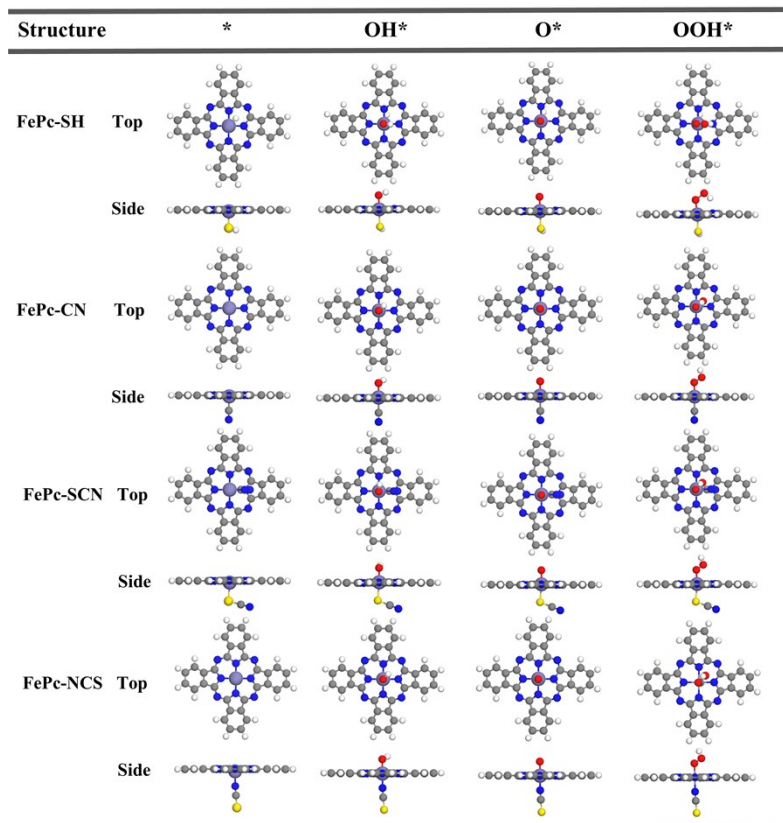 Structure * OH* O* OOH*
FePc-SH Top
Side
FePc-CN Top
Side
FePc-SCN Top
Side
FePc-NCS Top
Side